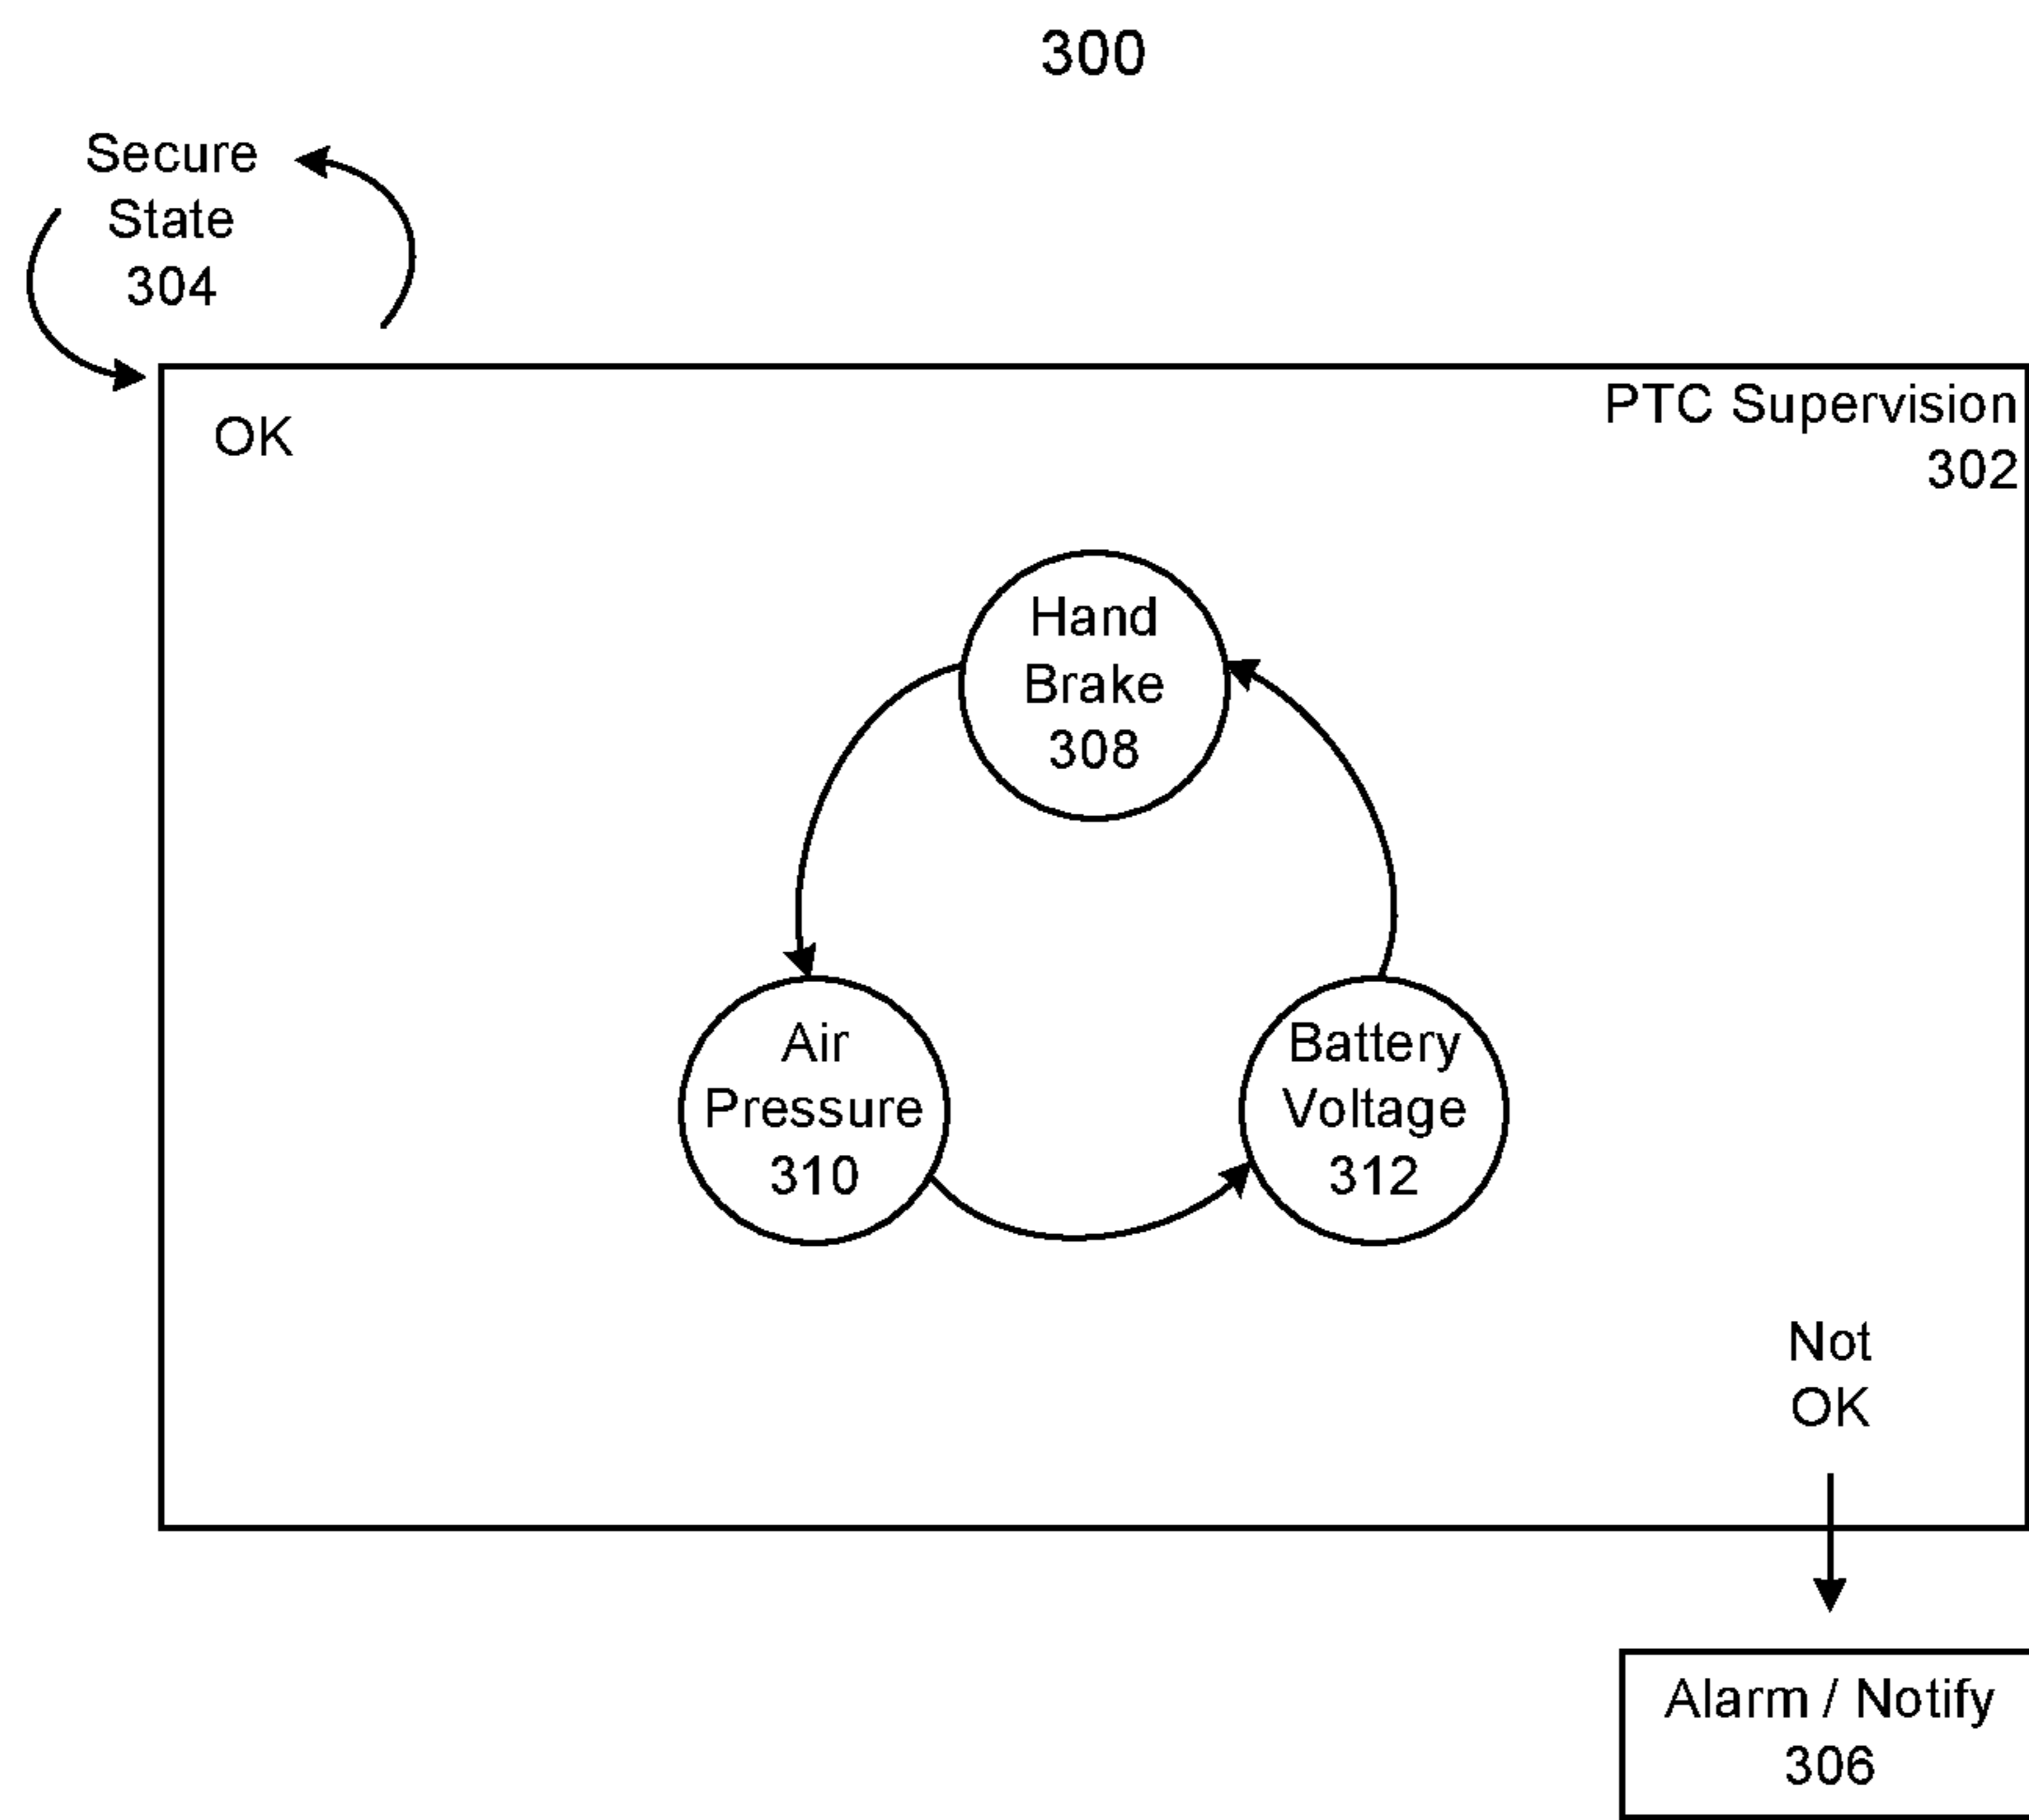 300
Secure
State
304
OK
PTC Supervision
302
Hand
Brake
308
Air
Pressure
310
Battery
Voltage
312
Not
OK
Alarm / Notify
306